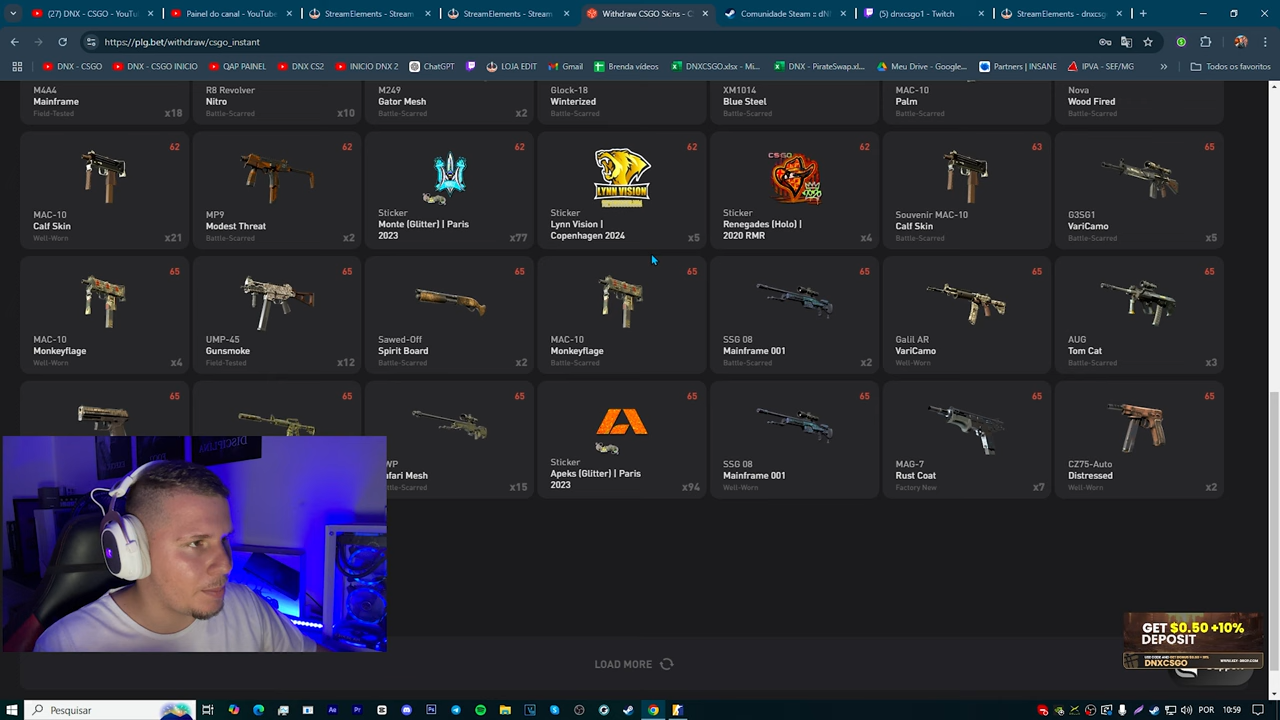 (27) DNX - CSGO - YouTu
Painel do canal - YouTube
StreamElements - Stream
StreamElements - Stream
Withdraw CSGO Skins - C
Comunidade Steam :: dN
(5) dnxcsgo1 - Twitch
StreamElements - dnxcsg
https://plg.bet/withdraw/csgo_instant
DNX - CSGO
DNX - CSGO INICIO
QAP PAINEL
DNX CS2
INICIO DNX 2
ChatGPT
LOJA EDIT
Gmail
Brenda vídeos
DNXCSGO.xlsx - Mi...
DNX - PirateSwap.x...
Meu Drive - Google...
Partners | INSANE
IPVA - SEF/MG
Todos os favoritos
M4A4
Mainframe
Field-Tested
x18
R8 Revolver
Nitro
Battle-Scarred
x10
M249
Gator Mesh
Battle-Scarred
x2
Glock-18
Winterized
Battle-Scarred
XM1014
Blue Steel
Battle-Scarred
MAC-10
Palm
Battle-Scarred
Nova
Wood Fired
Battle-Scarred
62
MAC-10
Calf Skin
Well-Worn
x21
62
MP9
Modest Threat
Battle-Scarred
x2
62
Sticker
Monte (Glitter) | Paris
2023
x77
62
LYNN VISION
Sticker
Lynn Vision |
Copenhagen 2024
x5
62
CS:GO
Sticker
Renegades (Holo) |
2020 RMR
x4
63
Souvenir MAC-10
Calf Skin
Battle-Scarred
65
G3SG1
VariCamo
Battle-Scarred
x5
65
MAC-10
Monkeyflage
Well-Worn
x4
65
UMP-45
Gunsmoke
Field-Tested
x12
65
Sawed-Off
Spirit Board
Battle-Scarred
x2
65
MAC-10
Monkeyflage
Battle-Scarred
65
SSG 08
Mainframe 001
Battle-Scarred
x2
65
Galil AR
VariCamo
Well-Worn
65
AUG
Tom Cat
Battle-Scarred
x3
65
65
65
WP
afari Mesh
x15
65
Sticker
Apeks (Glitter) | Paris
2023
x94
65
SSG 08
Mainframe 001
Well-Worn
65
MAG-7
Rust Coat
Factory New
x7
65
CZ75-Auto
Distressed
Well-Worn
x2
DISCIPLINA
GET $0.50 +10%
DEPOSIT
DNXCSGO
LOAD MORE
Pesquisar
POR
10:59